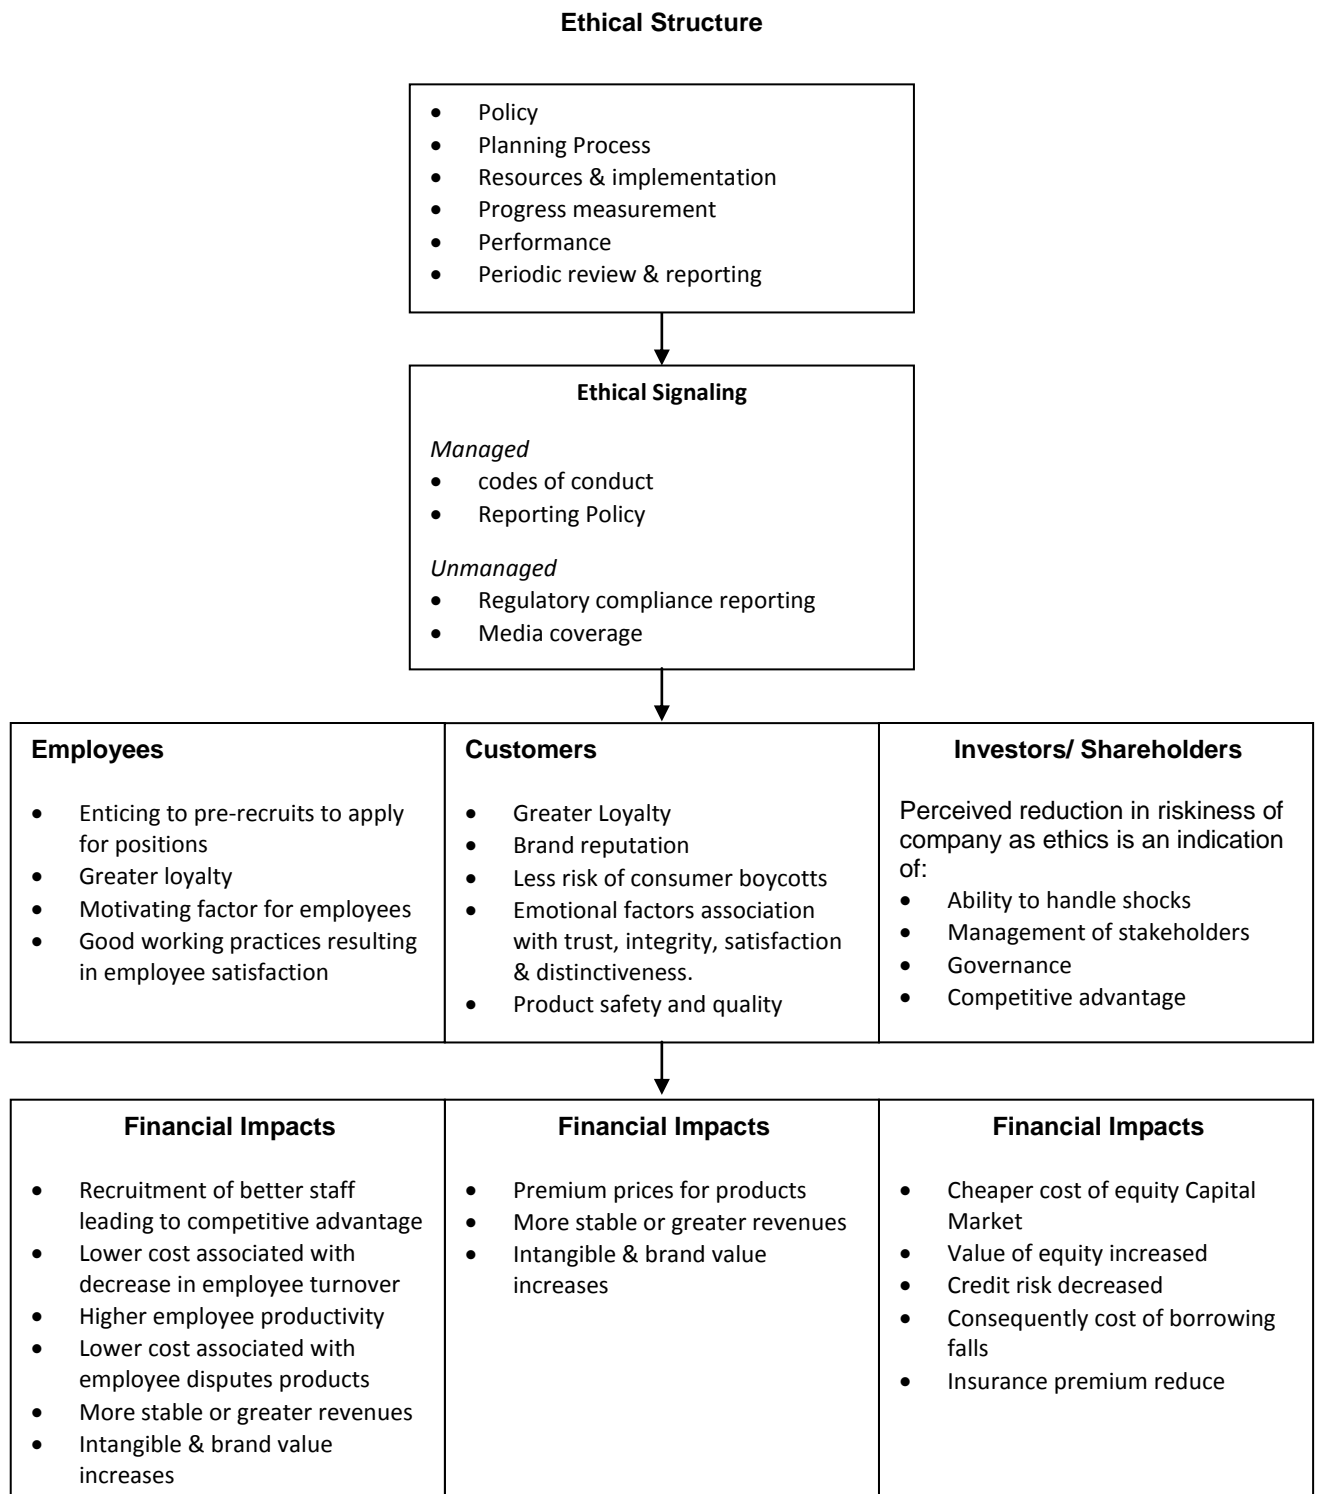 Ethical Structure
• Policy
• Planning Process
• Resources & implementation
• Progress measurement
• Performance
• Periodic review & reporting
Ethical Signaling
Managed
• codes of conduct
• Reporting Policy
Unmanaged
• Regulatory compliance reporting
• Media coverage
Employees
• Enticing to pre-recruits to apply
for positions
• Greater loyalty
• Motivating factor for employees
• Good working practices resulting
in employee satisfaction
Customers
• Greater Loyalty
• Brand reputation
• Less risk of consumer boycotts
• Emotional factors association
with trust, integrity, satisfaction
& distinctiveness.
• Product safety and quality
Investors/ Shareholders
Perceived reduction in riskiness of
company as ethics is an indication
of:
• Ability to handle shocks
• Management of stakeholders
• Governance
• Competitive advantage
Financial Impacts
• Recruitment of better staff
leading to competitive advantage
• Lower cost associated with
decrease in employee turnover
• Higher employee productivity
• Lower cost associated with
employee disputes products
• More stable or greater revenues
• Intangible & brand value
increases
Financial Impacts
• Premium prices for products
• More stable or greater revenues
• Intangible & brand value
increases
Financial Impacts
• Cheaper cost of equity Capital
Market
• Value of equity increased
• Credit risk decreased
• Consequently cost of borrowing
falls
• Insurance premium reduce